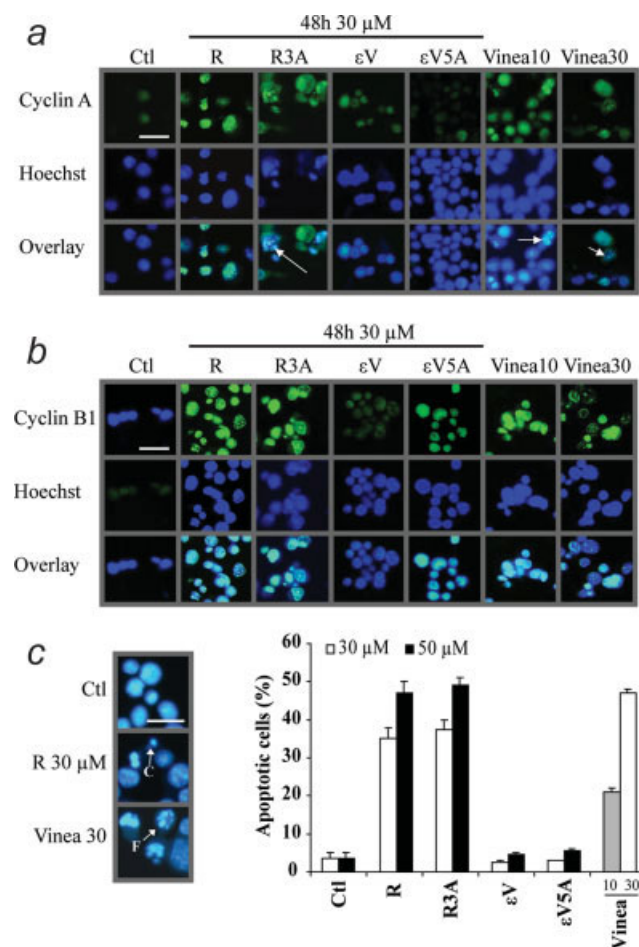 a
48h 30 µM
Ctl R R3A εV εV5A Vinea10 Vinea30
Cyclin A
Hoechst
Overlay
b
48h 30 µM
Ctl R R3A εV εV5A Vinea10 Vinea30
Cyclin B1
Hoechst
Overlay
c
Ctl
R 30 µM
C
Vinea 30
F
30 µM 50 µM
Apoptotic cells (%)
60
50
40
30
20
10
0
Ctl R R3A εV εV5A 10 30
Vinea